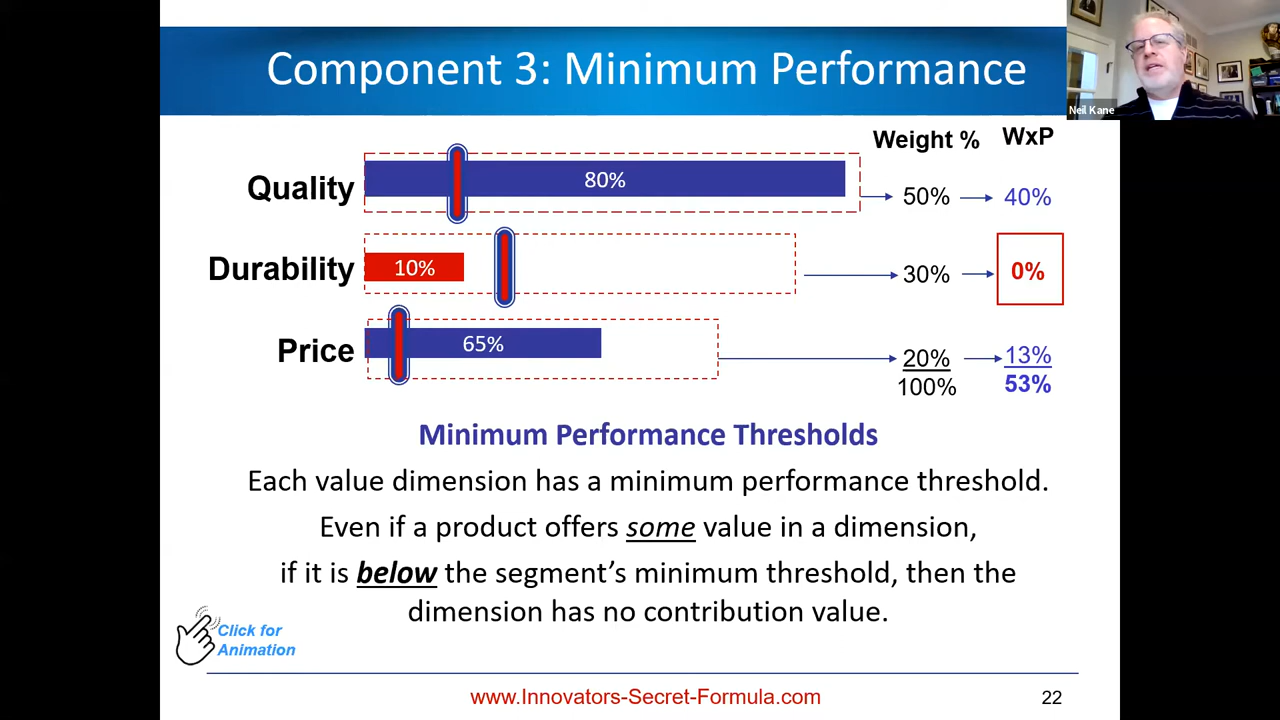 Component 3: Minimum Performance
Neil Kane
Weight % WxP
Quality 80% 50% 40%
Durability 10% 30% 0%
Price 65% 20% 13%
100% 53%
Minimum Performance Thresholds
Each value dimension has a minimum performance threshold.
Even if a product offers some value in a dimension,
if it is below the segment’s minimum threshold, then the
dimension has no contribution value.
Click for
Animation
www.Innovators-Secret-Formula.com
22